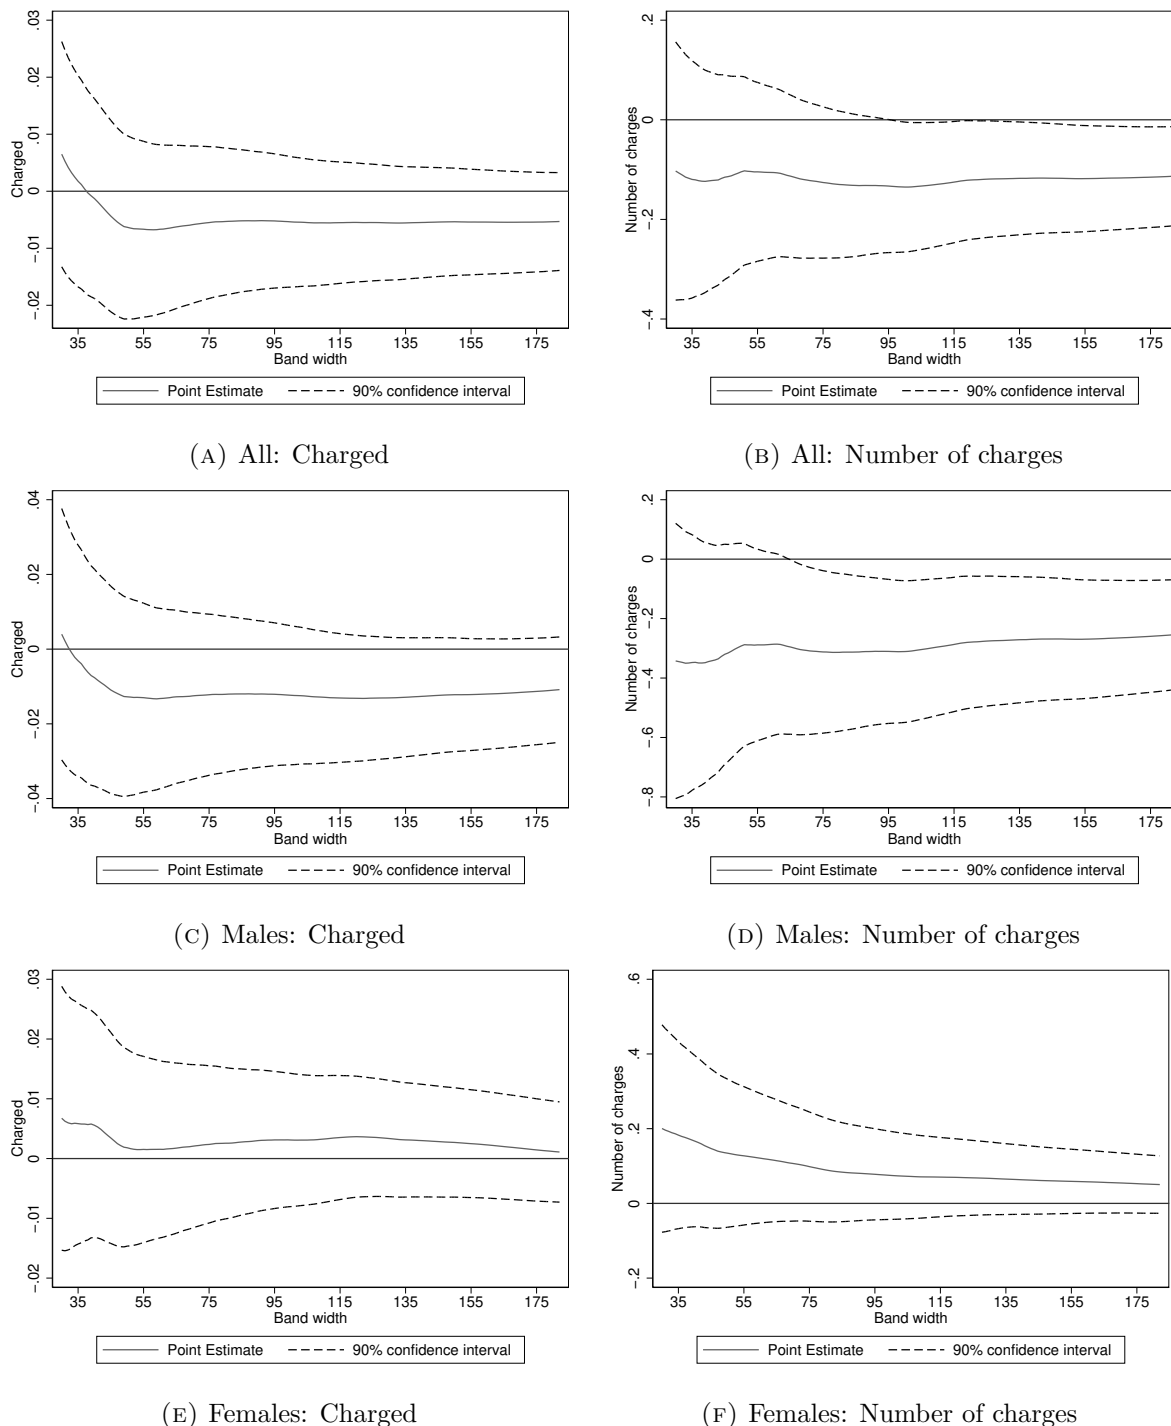 Charged
.03
.02
.01
0
-.01
-.02
35 55 75 95 115 135 155 175
Band width
Point Estimate 90% confidence interval
(A) All: Charged
Number of charges
.2
0
-.2
-.4
35 55 75 95 115 135 155 175
Band width
Point Estimate 90% confidence interval
(B) All: Number of charges
Charged
.04
.02
0
-.02
-.04
35 55 75 95 115 135 155 175
Band width
Point Estimate 90% confidence interval
(C) Males: Charged
Number of charges
.2
0
-.2
-.4
-.6
-.8
35 55 75 95 115 135 155 175
Band width
Point Estimate 90% confidence interval
(D) Males: Number of charges
Charged
.03
.02
.01
0
-.01
-.02
35 55 75 95 115 135 155 175
Band width
Point Estimate 90% confidence interval
(E) Females: Charged
Number of charges
.6
.4
.2
0
-.2
35 55 75 95 115 135 155 175
Band width
Point Estimate 90% confidence interval
(F) Females: Number of charges